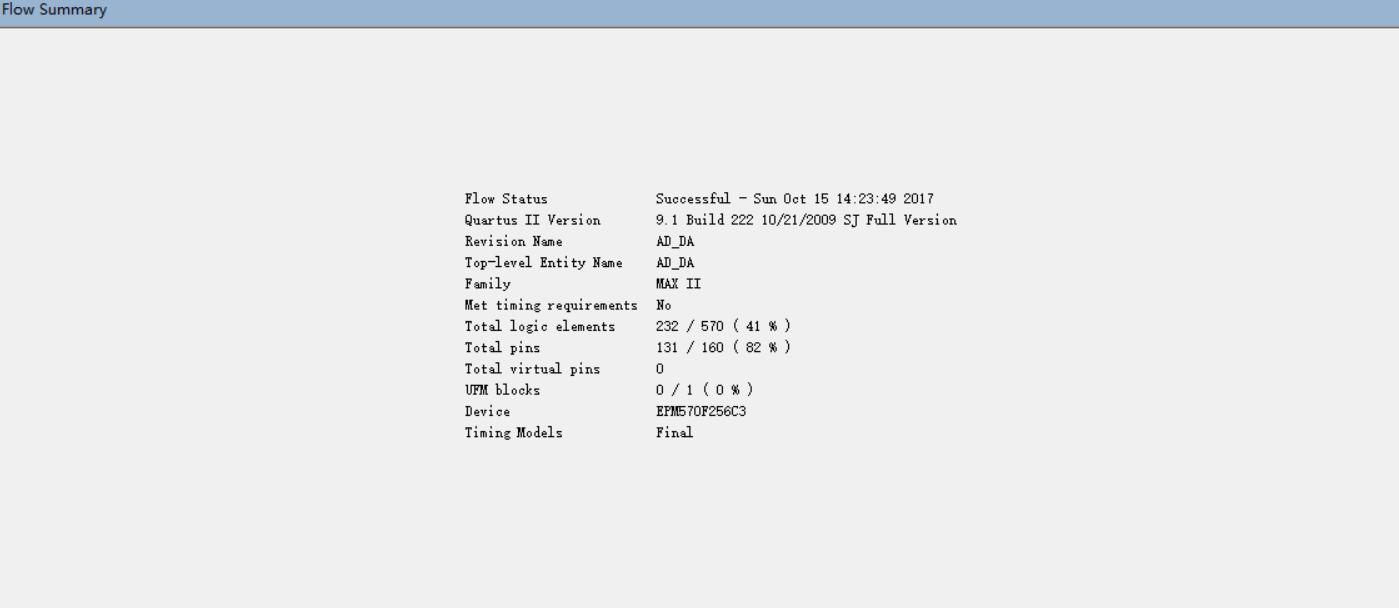 Flow Summary
Flow Status Successful - Sun Oct 15 14:23:49 2017
Quartus II Version 9.1 Build 222 10/21/2009 SJ Full Version
Revision Name AD_DA
Top-level Entity Name AD_DA
Family MAX II
Met timing requirements No
Total logic elements 232 / 570 ( 41 % )
Total pins 131 / 160 ( 82 % )
Total virtual pins 0
UFM blocks 0 / 1 ( 0 % )
Device EPM570F256C3
Timing Models Final